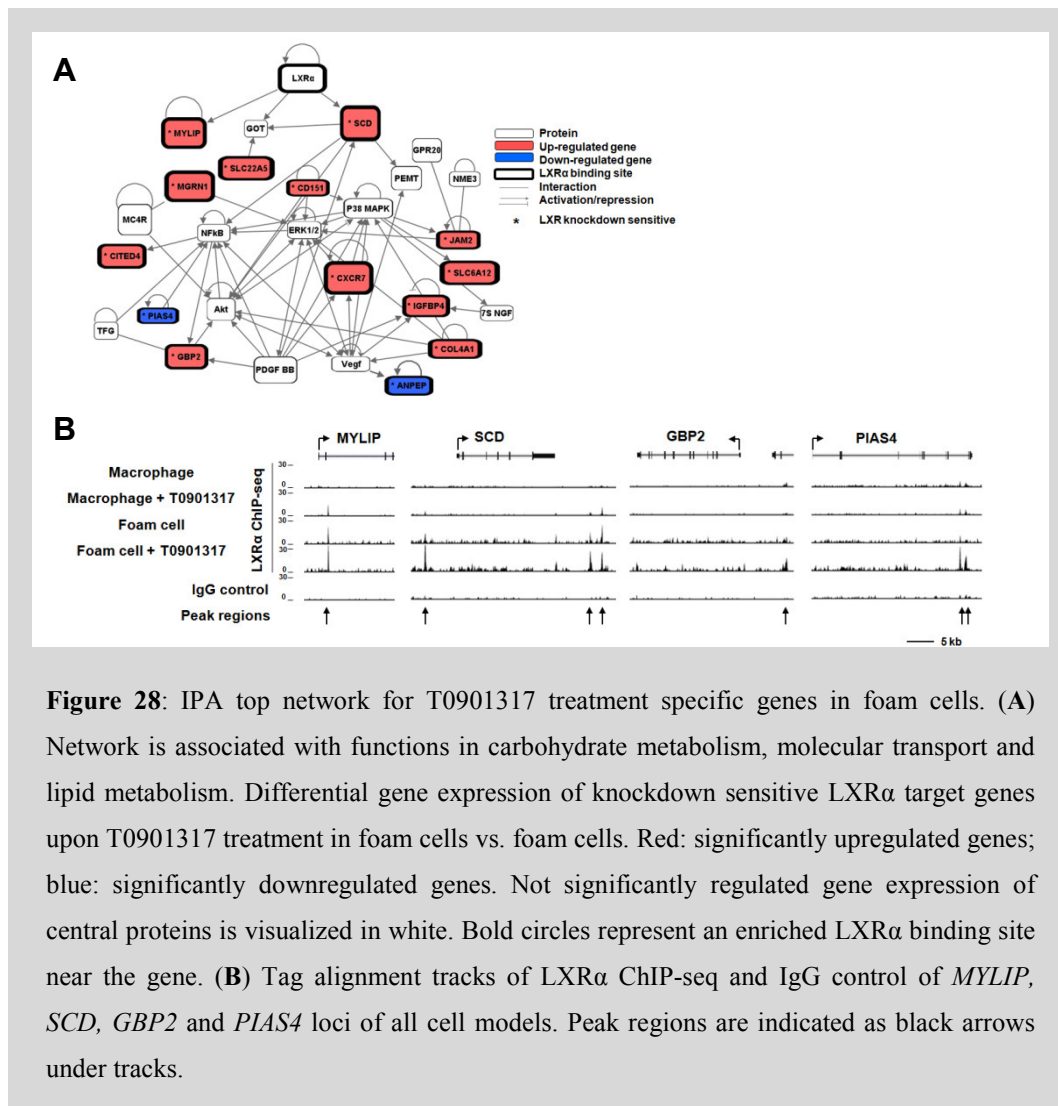 A
LXRα
* MYLIP
GOT
* SCD
* SLC22A5
GPR20
* MGRN1
* CD151
PEMT
NME3
MC4R
P38 MAPK
NFkB
ERK1/2
* JAM2
* CITED4
* CXCR7
* SLC6A12
* PIAS4
Akt
* IGFBP4
7S NGF
TFG
* GBP2
PDGF BB
Vegf
* COL4A1
* ANPEP
Protein
Up-regulated gene
Down-regulated gene
LXRα binding site
Interaction
Activation/repression
* LXR knockdown sensitive
B
MYLIP SCD GBP2 PIAS4
LXRα ChIP-seq
Macrophage
30
0
Macrophage + T0901317
Foam cell
30
0
Foam cell + T0901317
30
0
IgG control
30
0
Peak regions
5 kb
Figure 28: IPA top network for T0901317 treatment specific genes in foam cells. (A)
Network is associated with functions in carbohydrate metabolism, molecular transport and
lipid metabolism. Differential gene expression of knockdown sensitive LXRα target genes
upon T0901317 treatment in foam cells vs. foam cells. Red: significantly upregulated genes;
blue: significantly downregulated genes. Not significantly regulated gene expression of
central proteins is visualized in white. Bold circles represent an enriched LXRα binding site
near the gene. (B) Tag alignment tracks of LXRα ChIP-seq and IgG control of MYLIP,
SCD, GBP2 and PIAS4 loci of all cell models. Peak regions are indicated as black arrows
under tracks.